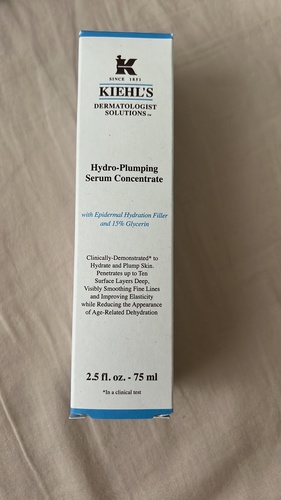 K
SINCE 1851
KIEHL'S
DERMATOLOGIST
SOLUTIONS™
Hydro-Plumping
Serum Concentrate
with Epidermal Hydration Filler
and 15% Glycerin
Clinically-Demonstrated* to
Hydrate and Plump Skin.
Penetrates up to Ten
Surface Layers Deep,
Visibly Smoothing Fine Lines
and Improving Elasticity
while Reducing the Appearance
of Age-Related Dehydration
2.5 fl. oz. - 75 ml
*In a clinical test